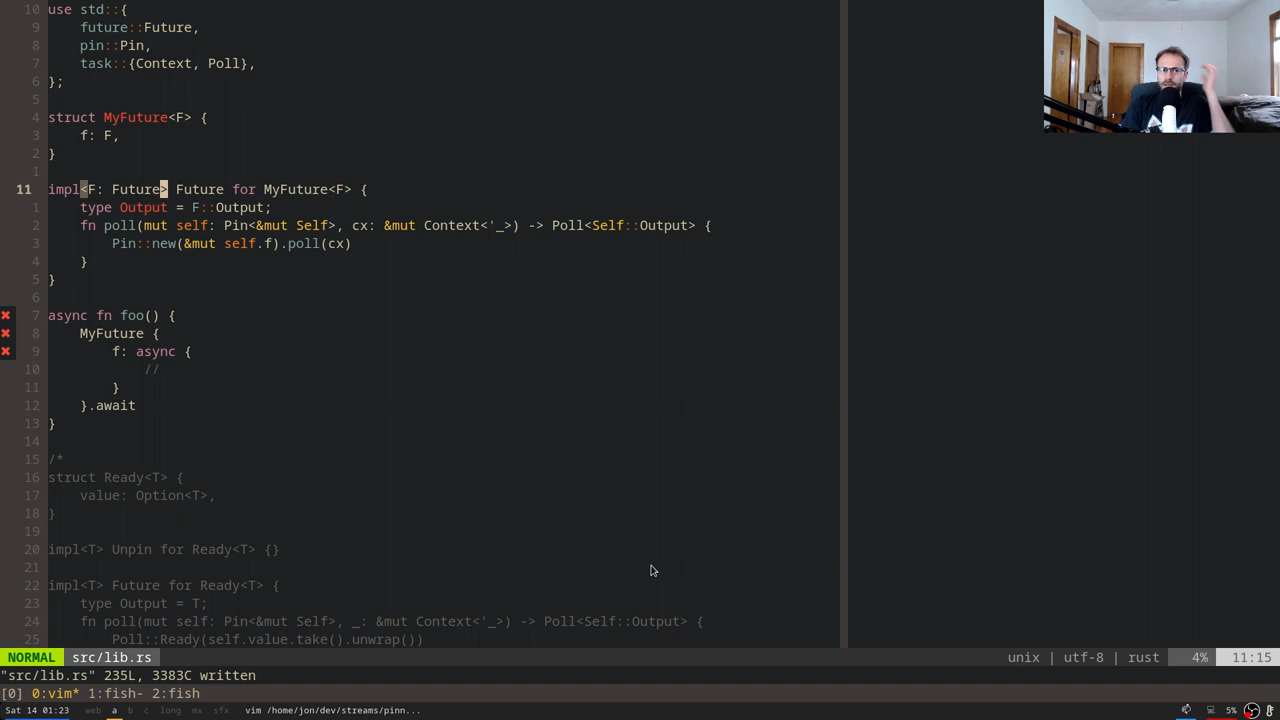 10 use std::{
9 future::Future,
8 pin::Pin,
7 task::{Context, Poll},
6 };
5
4 struct MyFuture<F> {
3 f: F,
2 }
1
11 impl<F: Future> Future for MyFuture<F> {
1 type Output = F::Output;
2 fn poll(mut self: Pin<&mut Self>, cx: &mut Context<'_>) -> Poll<Self::Output> {
3 Pin::new(&mut self.f).poll(cx)
4 }
5 }
6
7 async fn foo() {
8 MyFuture {
9 f: async {
10 //
11 }
12 }.await
13 }
14
15 /*
16 struct Ready<T> {
17 value: Option<T>,
18 }
19
20 impl<T> Unpin for Ready<T> {}
21
22 impl<T> Future for Ready<T> {
23 type Output = T;
24 fn poll(mut self: Pin<&mut Self>, _: &mut Context<'_>) -> Poll<Self::Output> {
25 Poll::Ready(self.value.take().unwrap())
NORMAL src/lib.rs unix | utf-8 | rust 4% 11:15
"src/lib.rs" 235L, 3383C written
[0] 0:vim* 1:fish- 2:fish
Sat 14 01:23 web a b c long mx sfx vim /home/jon/dev/streams/pinn... 5%